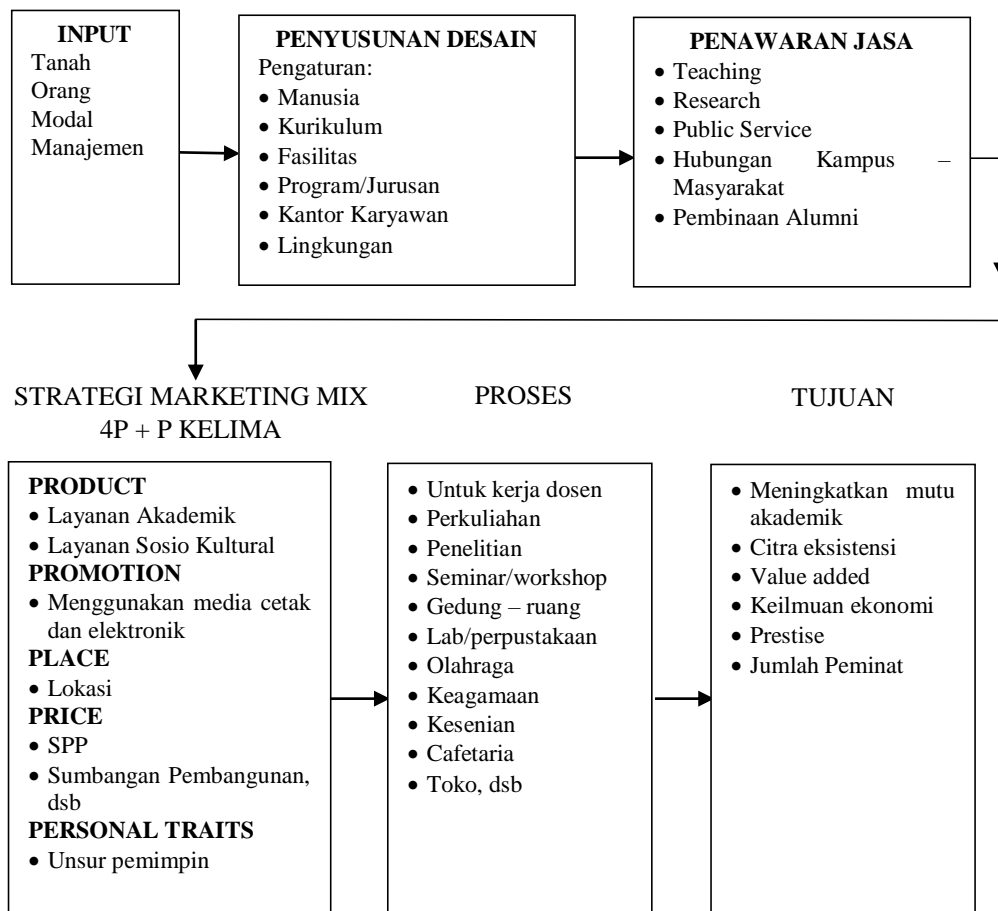 INPUT
Tanah
Orang
Modal
Manajemen
PENYUSUNAN DESAIN
Pengaturan:
• Manusia
• Kurikulum
• Fasilitas
• Program/Jurusan
• Kantor Karyawan
• Lingkungan
PENAWARAN JASA
• Teaching
• Research
• Public Service
• Hubungan Kampus –
Masyarakat
• Pembinaan Alumni
STRATEGI MARKETING MIX
4P + P KELIMA
PRODUCT
• Layanan Akademik
• Layanan Sosio Kultural
PROMOTION
• Menggunakan media cetak
dan elektronik
PLACE
• Lokasi
PRICE
• SPP
• Sumbangan Pembangunan,
dsb
PERSONAL TRAITS
• Unsur pemimpin
PROSES
• Untuk kerja dosen
• Perkuliahan
• Penelitian
• Seminar/workshop
• Gedung – ruang
• Lab/perpustakaan
• Olahraga
• Keagamaan
• Kesenian
• Cafetaria
• Toko, dsb
TUJUAN
• Meningkatkan mutu
akademik
• Citra eksistensi
• Value added
• Keilmuan ekonomi
• Prestise
• Jumlah Peminat